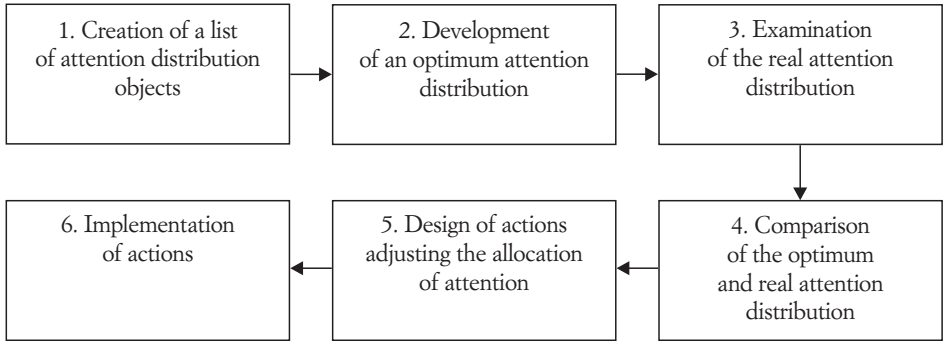 1. Creation of a list
of attention distribution
objects
2. Development
of an optimum attention
distribution
3. Examination
of the real attention
distribution
4. Comparison
of the optimum
and real attention
distribution
5. Design of actions
adjusting the allocation
of attention
6. Implementation
of actions